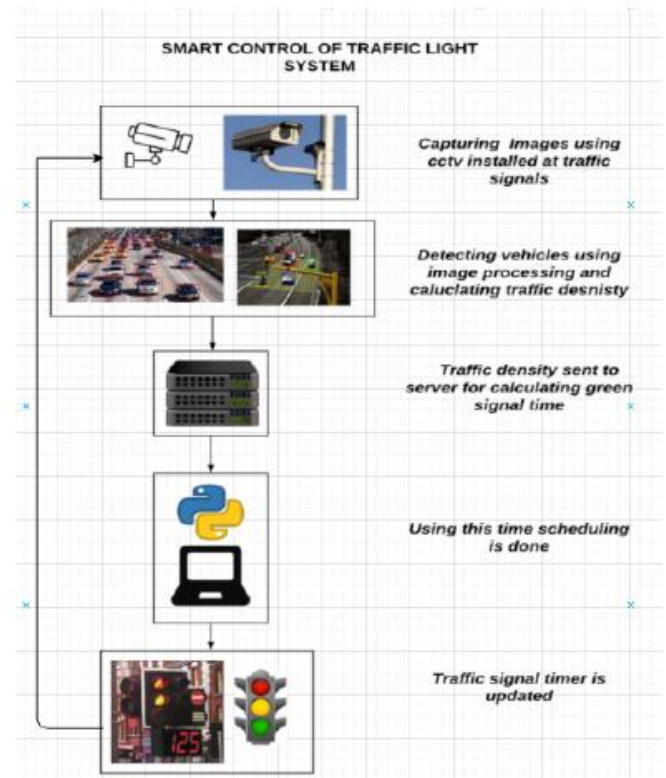 SMART CONTROL OF TRAFFIC LIGHT
SYSTEM
Capturing Images using
cctv installed at traffic
signals
Detecting vehicles using
image processing and
caluclating traffic desnisty
Traffic density sent to
server for calculating green
signal time
Using this time scheduling
is done
125
Traffic signal timer is
updated